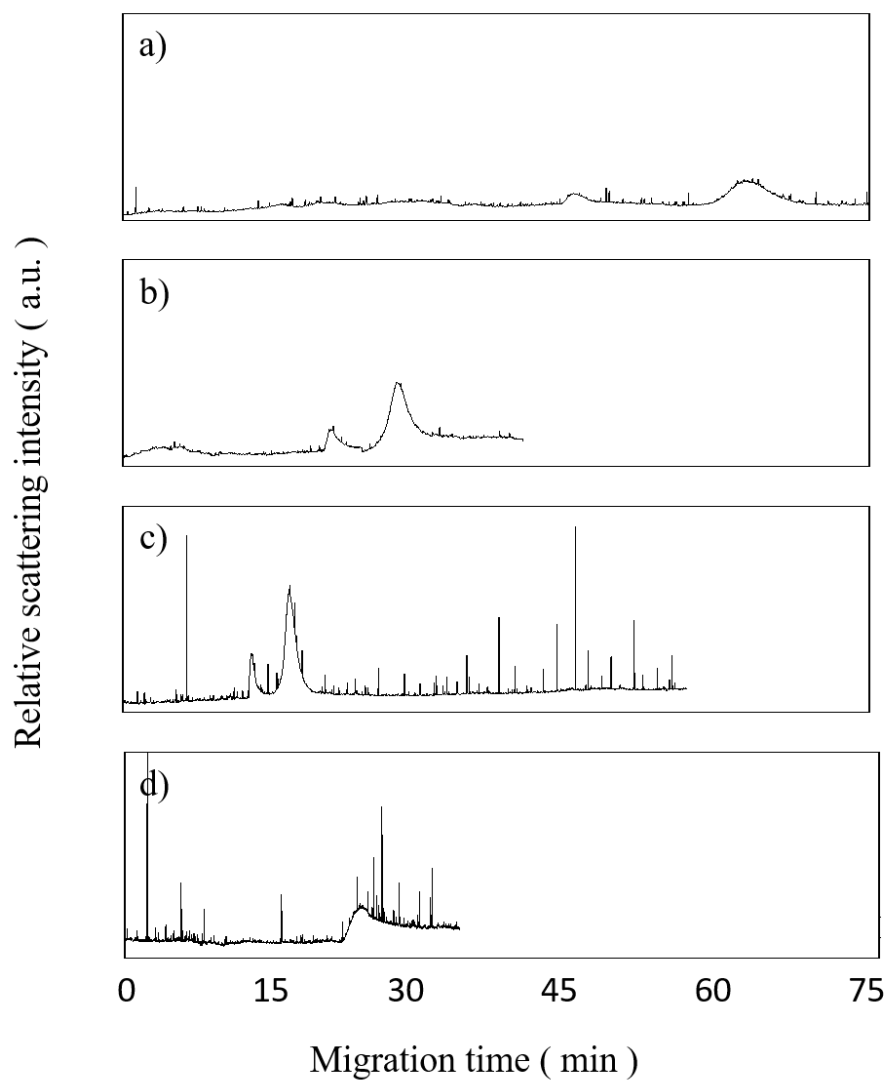 a)
b)
c)
d)
Relative scattering intensity ( a.u. )
0 15 30 45 60 75
Migration time ( min )